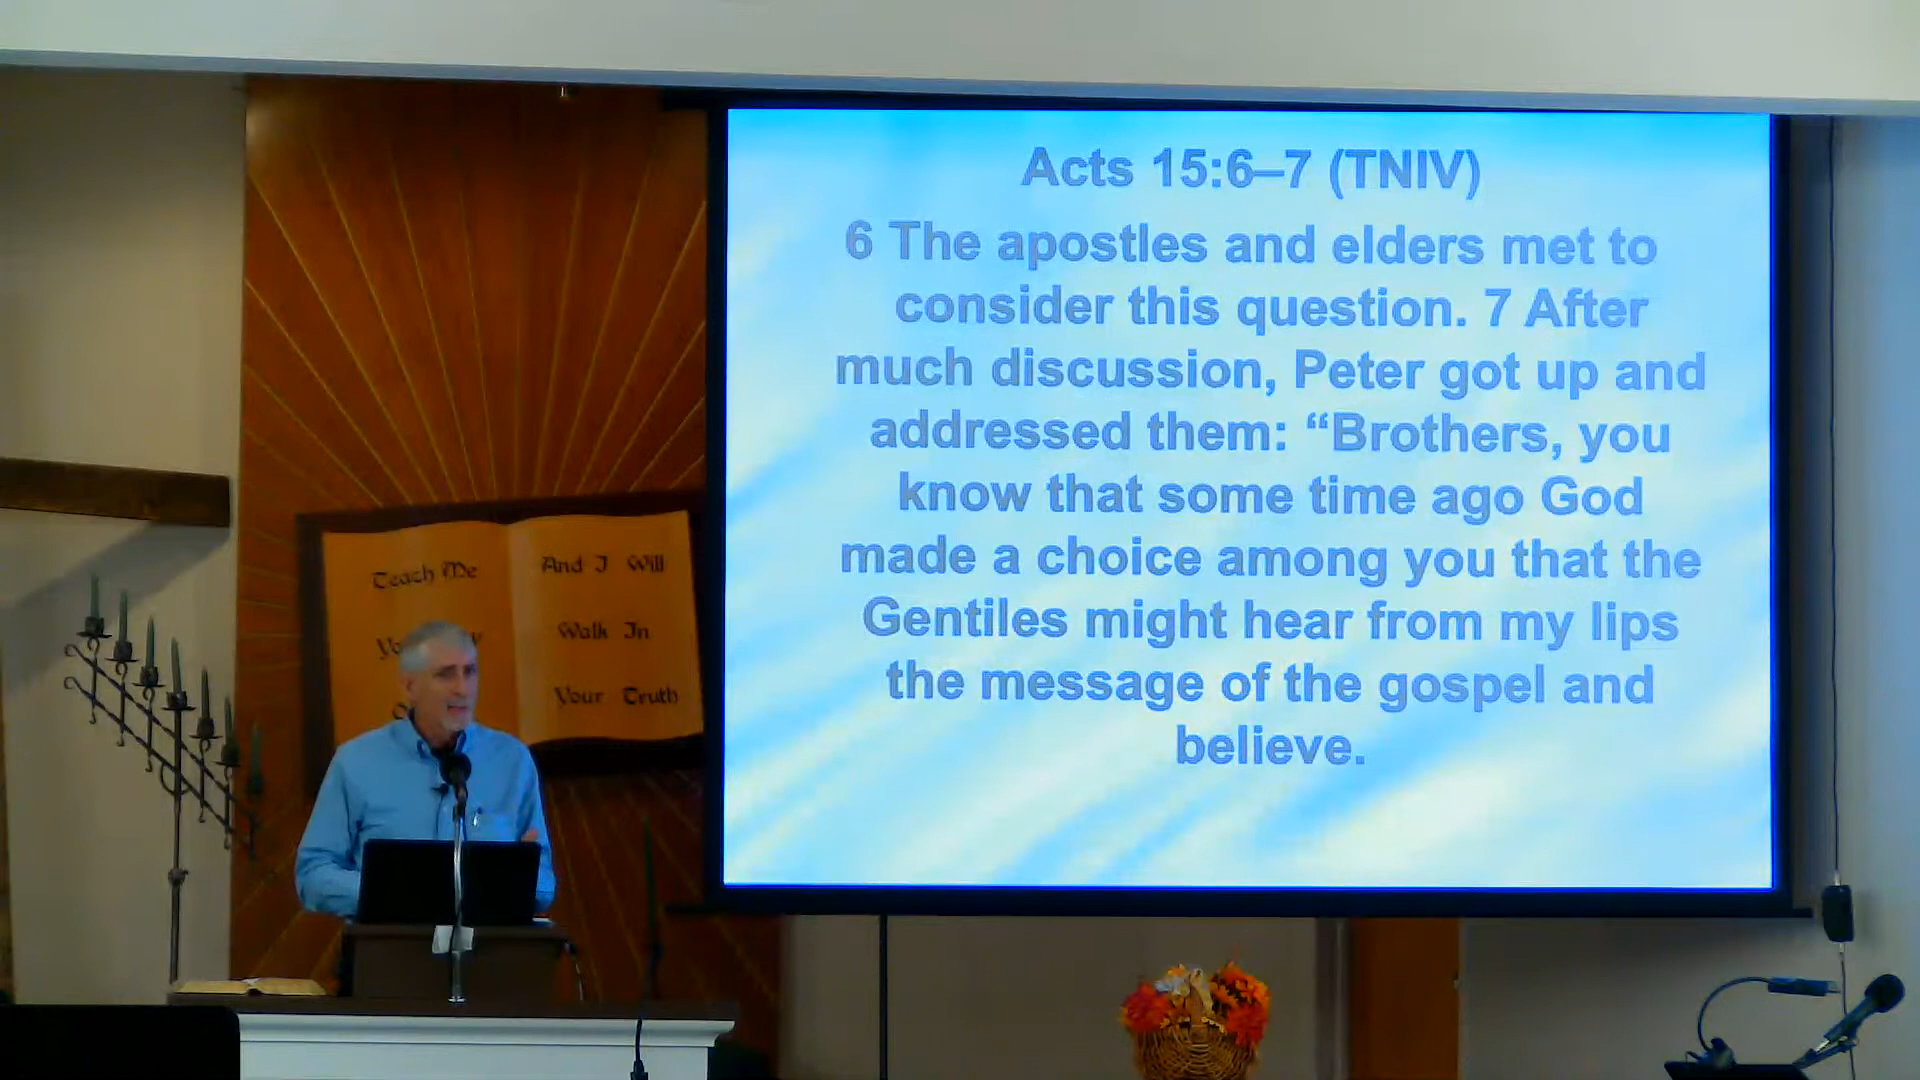 Acts 15:6–7 (TNIV)
6 The apostles and elders met to
consider this question. 7 After
much discussion, Peter got up and
addressed them: “Brothers, you
know that some time ago God
made a choice among you that the
Gentiles might hear from my lips
the message of the gospel and
believe.
Teach Me
And I Will
Walk In
Your Truth